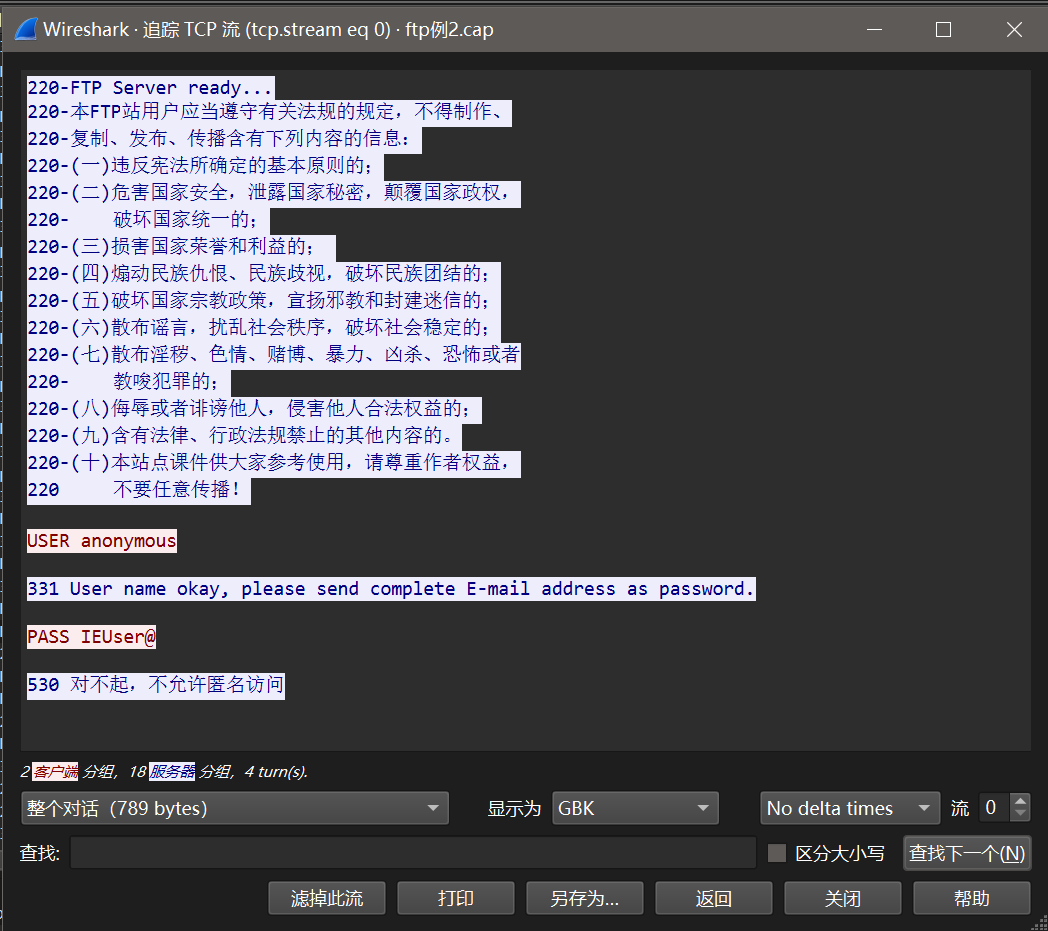 Wireshark · 追踪 TCP 流 (tcp.stream eq 0) · ftp例2.cap
220-FTP Server ready...
220-本FTP站用户应当遵守有关法规的规定，不得制作、
220-复制、发布、传播含有下列内容的信息：
220-(一)违反宪法所确定的基本原则的；
220-(二)危害国家安全，泄露国家秘密，颠覆国家政权，
220-    破坏国家统一的；
220-(三)损害国家荣誉和利益的；
220-(四)煽动民族仇恨、民族歧视，破坏民族团结的；
220-(五)破坏国家宗教政策，宣扬邪教和封建迷信的；
220-(六)散布谣言，扰乱社会秩序，破坏社会稳定的；
220-(七)散布淫秽、色情、赌博、暴力、凶杀、恐怖或者
220-    教唆犯罪的；
220-(八)侮辱或者诽谤他人，侵害他人合法权益的；
220-(九)含有法律、行政法规禁止的其他内容的。
220-(十)本站点课件供大家参考使用，请尊重作者权益，
220     不要任意传播！
USER anonymous
331 User name okay, please send complete E-mail address as password.
PASS IEUser@
530 对不起，不允许匿名访问
2 客户端 分组，18 服务器 分组，4 turn(s).
整个对话（789 bytes） 显示为 GBK No delta times 流 0
查找: 区分大小写 查找下一个(N)
滤掉此流 打印 另存为… 返回 关闭 帮助